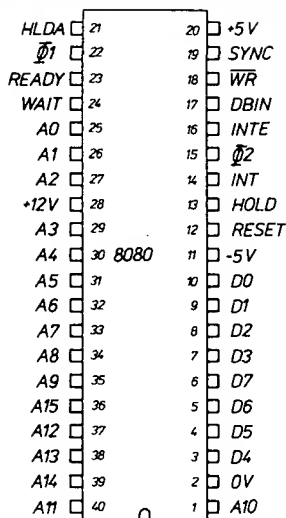 HLDA 21 20 +5V
Φ1 22 19 SYNC
READY 23 18 WR
WAIT 24 17 DBIN
A0 25 16 INTE
A1 26 15 Φ2
A2 27 14 INT
+12V 28 13 HOLD
A3 29 12 RESET
A4 30 8080 11 -5V
A5 31 10 D0
A6 32 9 D1
A7 33 8 D2
A8 34 7 D3
A9 35 6 D7
A15 36 5 D6
A12 37 4 D5
A13 38 3 D4
A14 39 2 0V
A11 40 1 A10